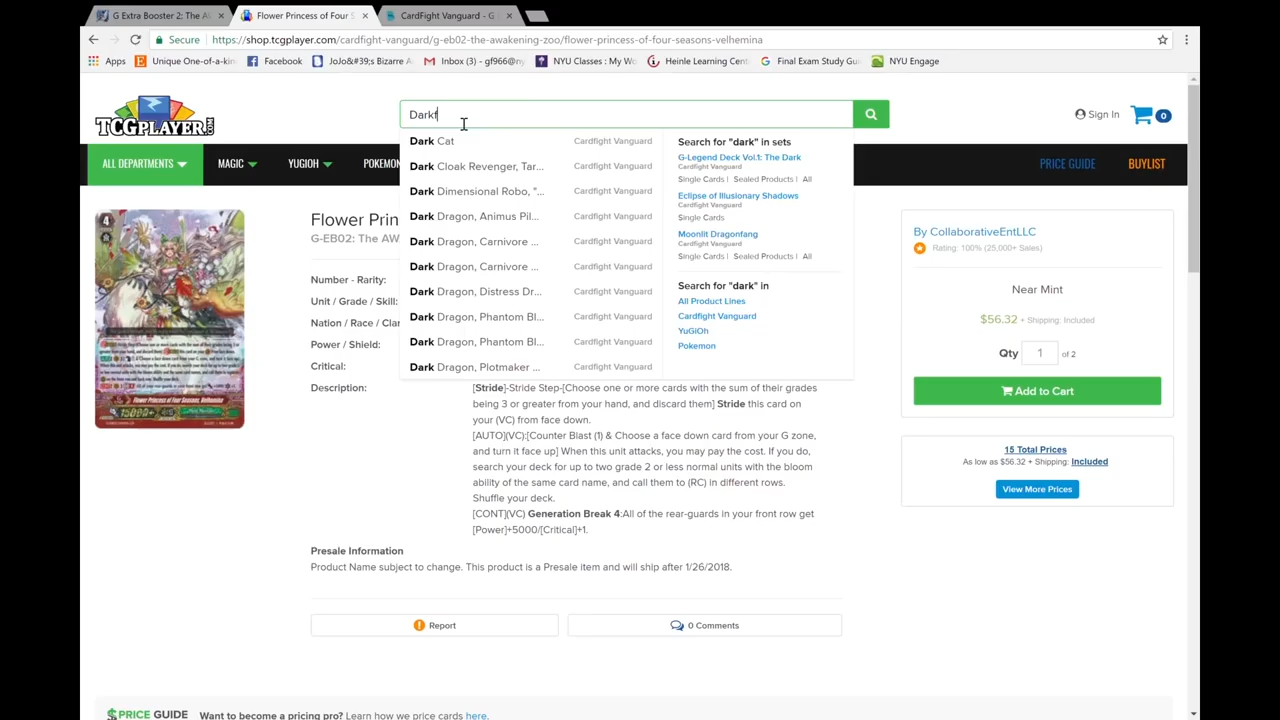 G Extra Booster 2: The A
Flower Princess of Four S
CardFight Vanguard - G
Secure
https://shop.tcgplayer.com/cardfight-vanguard/g-eb02-the-awakening-zoo/flower-princess-of-four-seasons-velhemina
Apps
Unique One-of-a-kin
Facebook
JoJo&#39;s Bizarre A
Inbox (3) - gf966@ny
NYU Classes : My Wo
Heinle Learning Cent
Final Exam Study Gui
NYU Engage
TCGPLAYER.COM
Darkf
Sign In
0
ALL DEPARTMENTS
MAGIC
YUGIOH
POKEMON
PRICE GUIDE
BUYLIST
Dark Cat Cardfight Vanguard
Dark Cloak Revenger, Tar... Cardfight Vanguard
Dark Dimensional Robo, "... Cardfight Vanguard
Dark Dragon, Animus Pil... Cardfight Vanguard
Dark Dragon, Carnivore ... Cardfight Vanguard
Dark Dragon, Carnivore ... Cardfight Vanguard
Dark Dragon, Distress Dr... Cardfight Vanguard
Dark Dragon, Phantom Bl... Cardfight Vanguard
Dark Dragon, Phantom Bl... Cardfight Vanguard
Dark Dragon, Plotmaker ... Cardfight Vanguard
Search for "dark" in sets
G-Legend Deck Vol.1: The Dark
Cardfight Vanguard
Single Cards | Sealed Products | All
Eclipse of Illusionary Shadows
Cardfight Vanguard
Single Cards
Moonlit Dragonfang
Cardfight Vanguard
Single Cards | Sealed Products | All
Search for "dark" in
All Product Lines
Cardfight Vanguard
YuGiOh
Pokemon
Flower Prin
G-EB02: The AW
Number - Rarity:
Unit / Grade / Skill:
Nation / Race / Clar
Power / Shield:
Critical:
Description:
[Stride]-Stride Step-[Choose one or more cards with the sum of their grades
being 3 or greater from your hand, and discard them] Stride this card on
your (VC) from face down.
[AUTO](VC):[Counter Blast (1) & Choose a face down card from your G zone,
and turn it face up] When this unit attacks, you may pay the cost. If you do,
search your deck for up to two grade 2 or less normal units with the bloom
ability of the same card name, and call them to (RC) in different rows.
Shuffle your deck.
[CONT](VC) Generation Break 4:All of the rear-guards in your front row get
[Power]+5000/[Critical]+1.
Presale Information
Product Name subject to change. This product is a Presale item and will ship after 1/26/2018.
Report
0 Comments
4
Flower Princess of Four Seasons, Velhemina
15000+
By CollaborativeEntLLC
Rating: 100% (25,000+ Sales)
Near Mint
$56.32 + Shipping: Included
Qty 1 of 2
Add to Cart
15 Total Prices
As low as $56.32 + Shipping: Included
View More Prices
PRICE GUIDE
Want to become a pricing pro? Learn how we price cards here.